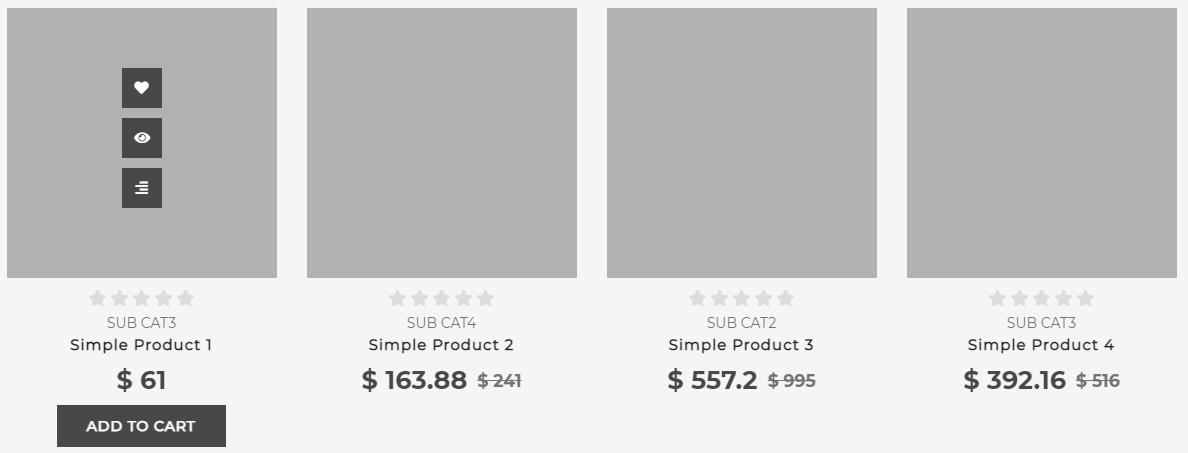 SUB CAT3
Simple Product 1
$ 61
ADD TO CART
SUB CAT4
Simple Product 2
$ 163.88 $ 241
SUB CAT2
Simple Product 3
$ 557.2 $ 995
SUB CAT3
Simple Product 4
$ 392.16 $ 516